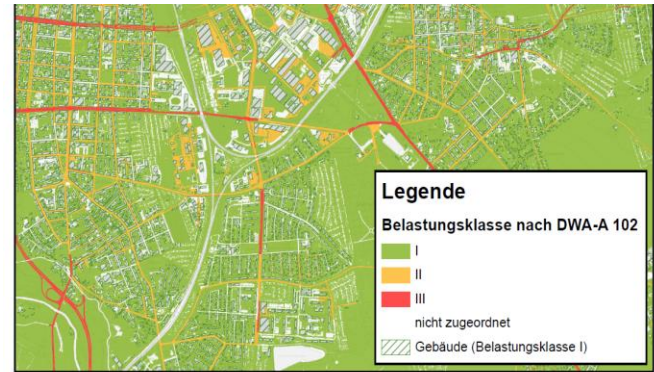 Legende
Belastungsklasse nach DWA-A 102
I
II
III
nicht zugeordnet
Gebäude (Belastungsklasse I)